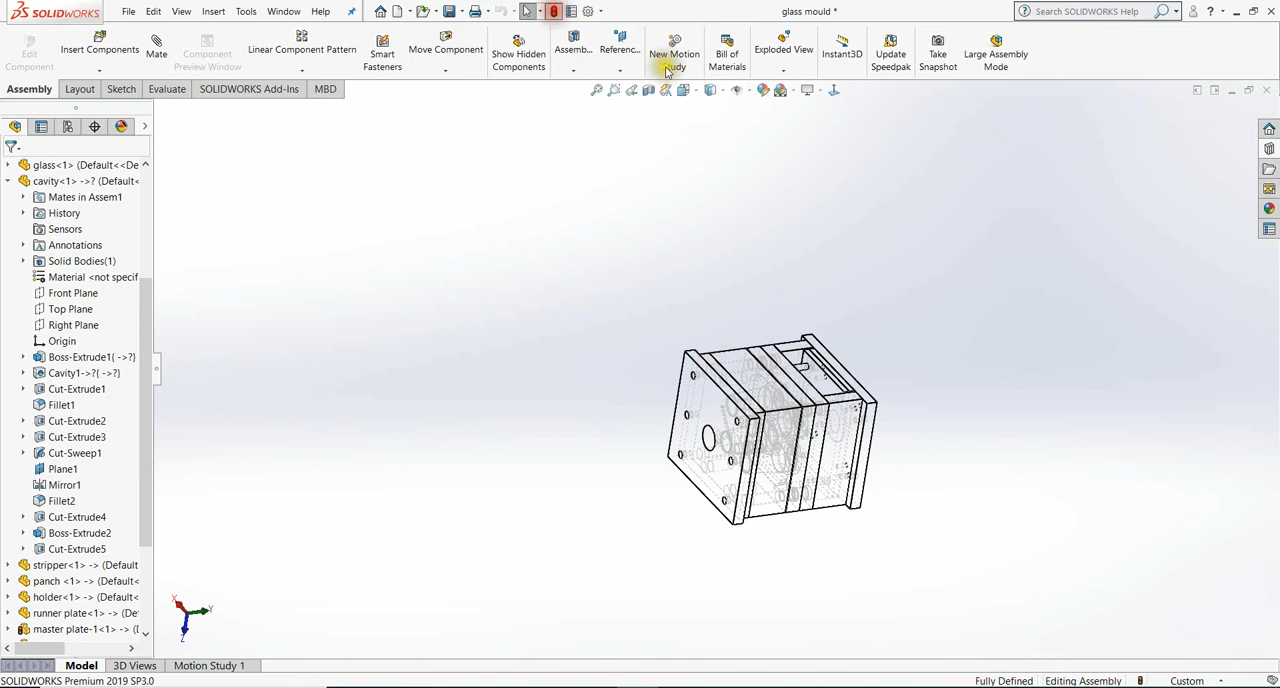 SOLIDWORKS File Edit View Insert Tools Window Help glass mould * Search SOLIDWORKS Help
Edit Component
Insert Components
Mate
Component Preview Window
Linear Component Pattern
Smart Fasteners
Move Component
Show Hidden Components
Assemb...
Referenc...
New Motion Study
Bill of Materials
Exploded View
Instant3D
Update Speedpak
Take Snapshot
Large Assembly Mode
Assembly Layout Sketch Evaluate SOLIDWORKS Add-Ins MBD
glass<1> (Default<<De
cavity<1> ->? (Default<
Mates in Assem1
History
Sensors
Annotations
Solid Bodies(1)
Material <not specif
Front Plane
Top Plane
Right Plane
Origin
Boss-Extrude1{ ->?}
Cavity1->?{ ->?}
Cut-Extrude1
Fillet1
Cut-Extrude2
Cut-Extrude3
Cut-Sweep1
Plane1
Mirror1
Fillet2
Cut-Extrude4
Boss-Extrude2
Cut-Extrude5
stripper<1> -> (Default
panch <1> -> (Default<
holder<1> -> (Default<
runner plate<1> -> (De
master plate-1<1> -> (
X Y Z
Model 3D Views Motion Study 1
SOLIDWORKS Premium 2019 SP3.0 Fully Defined Editing Assembly Custom